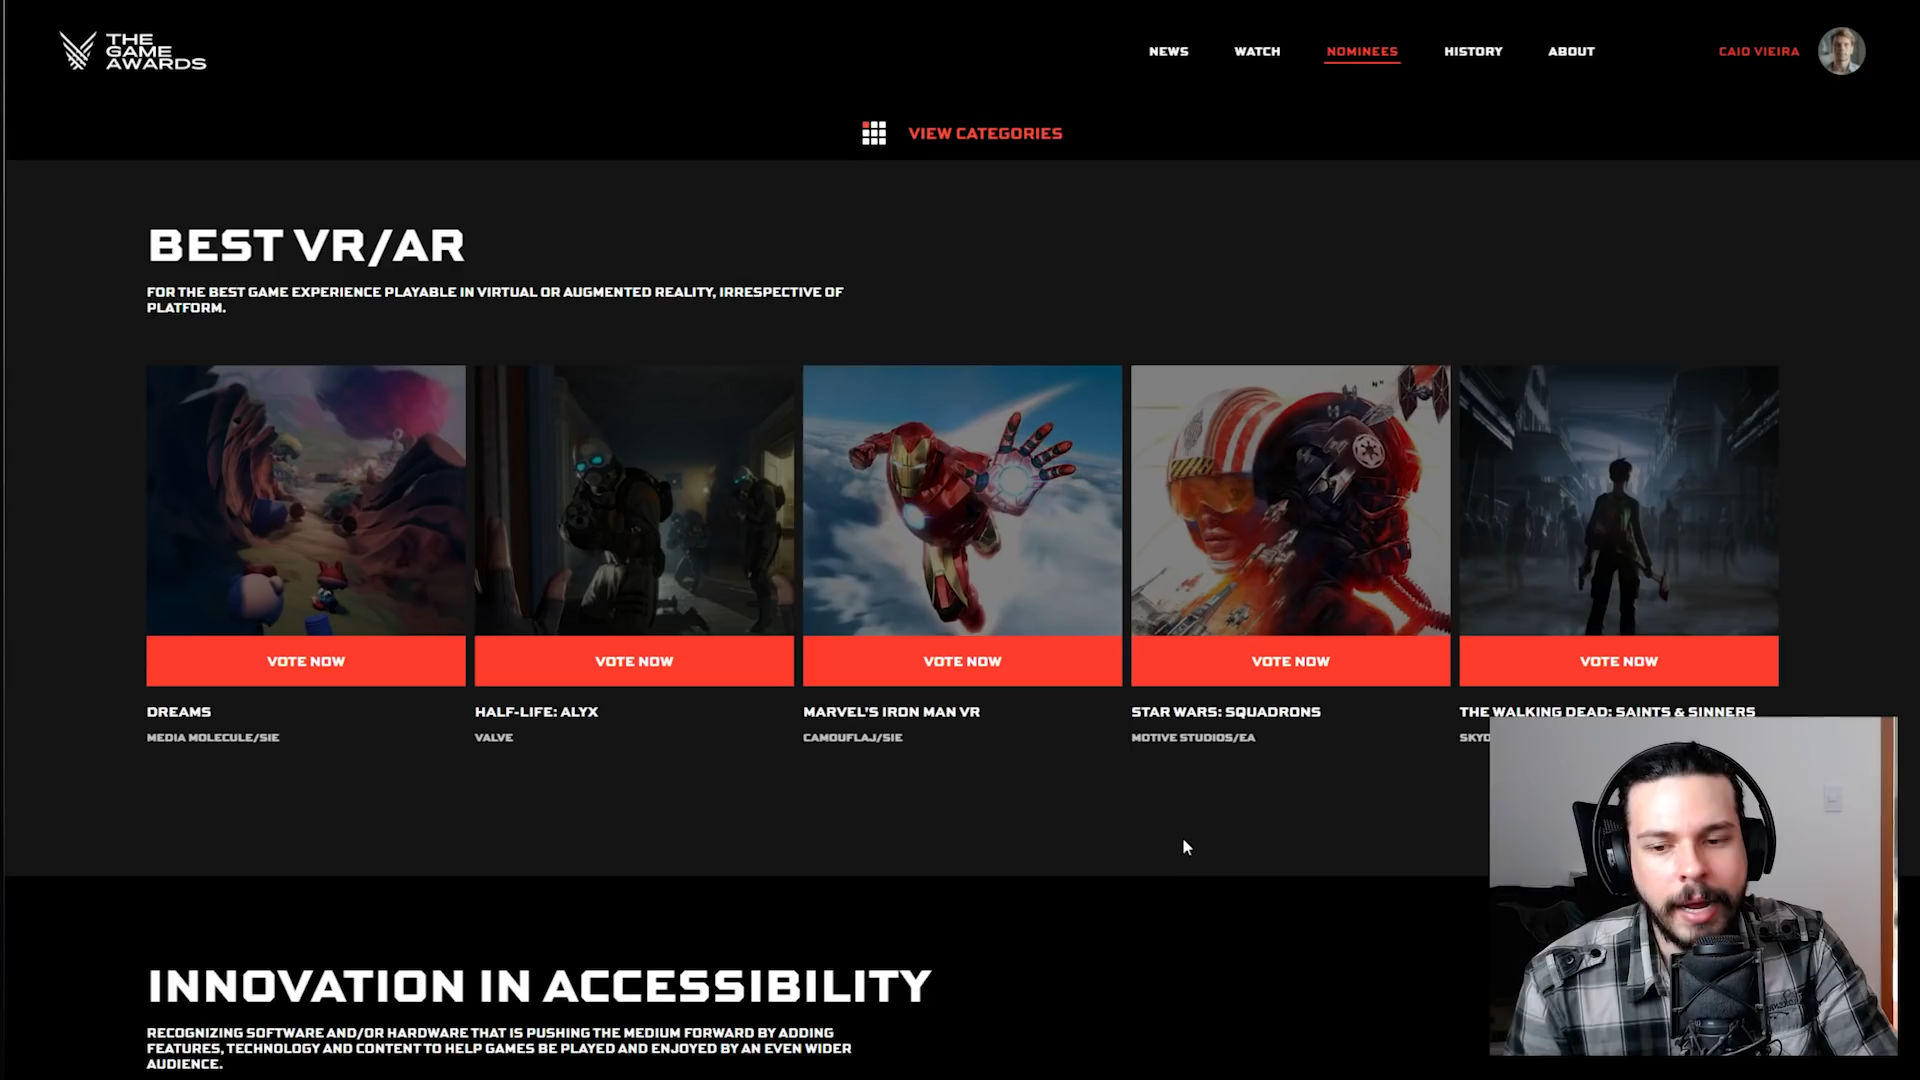 THE
GAME
AWARDS
NEWS
WATCH
NOMINEES
HISTORY
ABOUT
CAIO VIEIRA
VIEW CATEGORIES
BEST VR/AR
FOR THE BEST GAME EXPERIENCE PLAYABLE IN VIRTUAL OR AUGMENTED REALITY, IRRESPECTIVE OF
PLATFORM.
VOTE NOW
VOTE NOW
VOTE NOW
VOTE NOW
VOTE NOW
DREAMS
HALF-LIFE: ALYX
MARVEL'S IRON MAN VR
STAR WARS: SQUADRONS
THE WALKING DEAD: SAINTS & SINNERS
MEDIA MOLECULE/SIE
VALVE
CAMOUFLAJ/SIE
MOTIVE STUDIOS/EA
INNOVATION IN ACCESSIBILITY
RECOGNIZING SOFTWARE AND/OR HARDWARE THAT IS PUSHING THE MEDIUM FORWARD BY ADDING
FEATURES, TECHNOLOGY AND CONTENT TO HELP GAMES BE PLAYED AND ENJOYED BY AN EVEN WIDER
AUDIENCE.